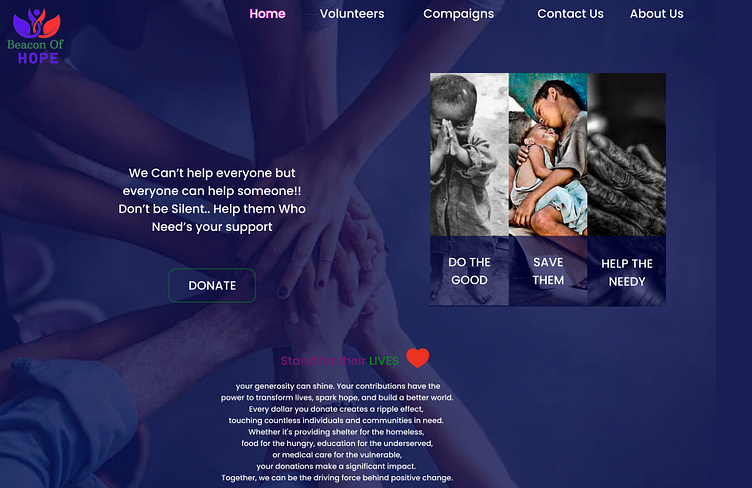 Beacon Of
HOPE
Home Volunteers Compaigns Contact Us About Us
We Can't help everyone but
everyone can help someone!!
Don't be Silent.. Help them Who
Need's your support
DONATE
DO THE
GOOD
SAVE
THEM
HELP THE
NEEDY
Stand for their LIVES
your generosity can shine. Your contributions have the
power to transform lives, spark hope, and build a better world.
Every dollar you donate creates a ripple effect,
touching countless individuals and communities in need.
Whether it's providing shelter for the homeless,
food for the hungry, education for the underserved,
or medical care for the vulnerable,
your donations make a significant impact.
Together, we can be the driving force behind positive change.